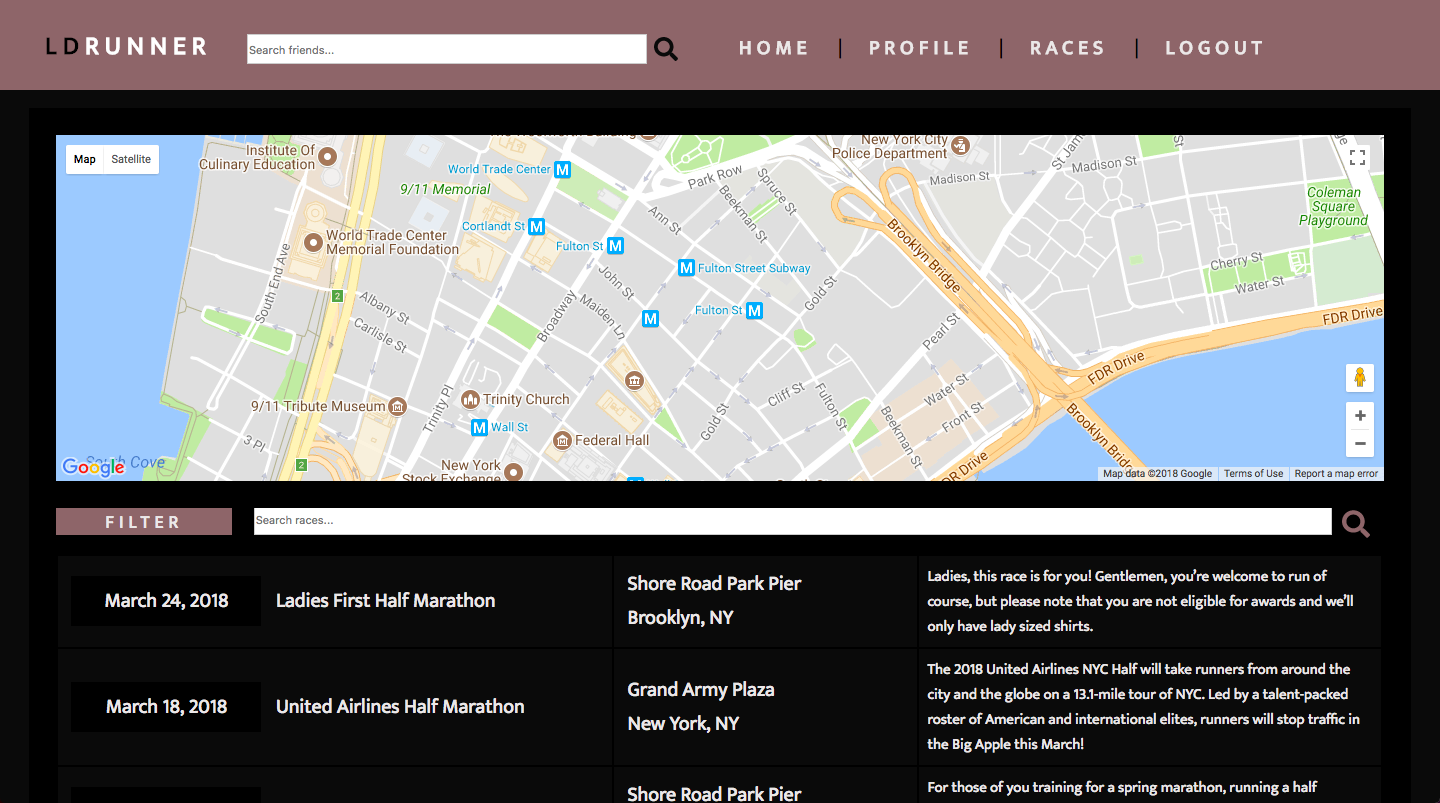 LDRUNNER
Search friends...
HOME | PROFILE | RACES | LOGOUT
Map
Satellite
Institute Of
Culinary Education
World Trade Center
9/11 Memorial
Park Row
Spruce St
New York City
Police Department
Madison St
St Jam
Madison St
Coleman
Square
Playground
World Trade Center
Memorial Foundation
Cortlandt St
Fulton St
Ann St
Beekman St
Fulton Street Subway
Brooklyn Bridge
Cherry St
Water St
South End Ave
2
Albany St
Carlisle St
Broadway
John St
Maiden Ln
Fulton St
Gold St
Pearl St
FDR Drive
FDR Drive
9/11 Tribute Museum
Trinity Pl
Trinity Church
Wall St
Federal Hall
Gold St
Cliff St
Fulton St
Beekman St
Water St
Front St
Brooklyn Bridg
3 Pl
South Cove
2
New York
Stock Exchange
FDR Drive
Google
Map data ©2018 Google
Terms of Use
Report a map error
FILTER
Search races...
March 24, 2018
Ladies First Half Marathon
Shore Road Park Pier
Brooklyn, NY
Ladies, this race is for you! Gentlemen, you're welcome to run of
course, but please note that you are not eligible for awards and we'll
only have lady sized shirts.
March 18, 2018
United Airlines Half Marathon
Grand Army Plaza
New York, NY
The 2018 United Airlines NYC Half will take runners from around the
city and the globe on a 13.1-mile tour of NYC. Led by a talent-packed
roster of American and international elites, runners will stop traffic in
the Big Apple this March!
Shore Road Park Pier
For those of you training for a spring marathon, running a half